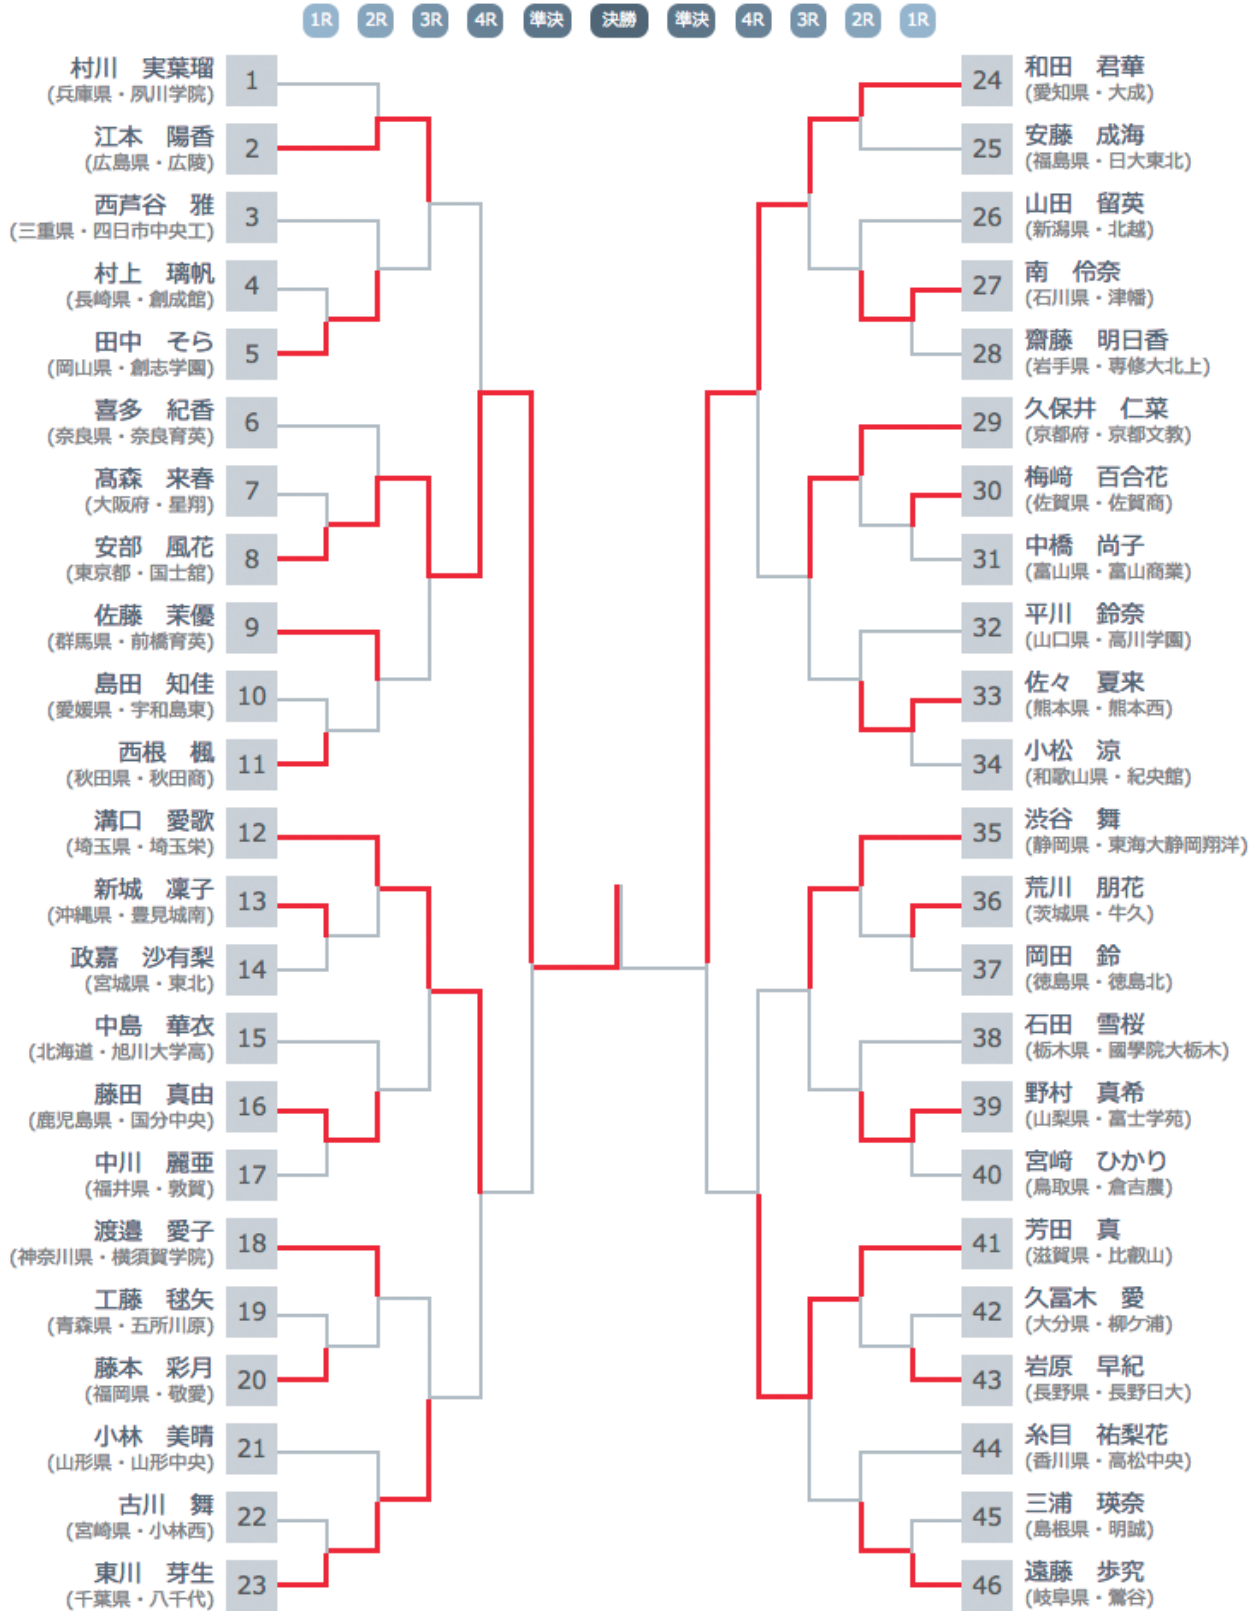 1R 2R 3R 4R 準決 決勝 準決 4R 3R 2R 1R
村川 実葉瑠 1
(兵庫県・夙川学院)
江本 陽香 2
(広島県・広陵)
西芦谷 雅 3
(三重県・四日市中央工)
村上 璃帆 4
(長崎県・創成館)
田中 そら 5
(岡山県・創志学園)
喜多 紀香 6
(奈良県・奈良育英)
髙森 来春 7
(大阪府・星翔)
安部 風花 8
(東京都・国士舘)
佐藤 茉優 9
(群馬県・前橋育英)
島田 知佳 10
(愛媛県・宇和島東)
西根 楓 11
(秋田県・秋田商)
溝口 愛歌 12
(埼玉県・埼玉栄)
新城 凜子 13
(沖縄県・豊見城南)
政嘉 沙有梨 14
(宮城県・東北)
中島 華衣 15
(北海道・旭川大学高)
藤田 真由 16
(鹿児島県・国分中央)
中川 麗亜 17
(福井県・敦賀)
渡邉 愛子 18
(神奈川県・横須賀学院)
工藤 毬矢 19
(青森県・五所川原)
藤本 彩月 20
(福岡県・敬愛)
小林 美晴 21
(山形県・山形中央)
古川 舞 22
(宮崎県・小林西)
東川 芽生 23
(千葉県・八千代)
24 和田 君華
(愛知県・大成)
25 安藤 成海
(福島県・日大東北)
26 山田 留英
(新潟県・北越)
27 南 伶奈
(石川県・津幡)
28 齋藤 明日香
(岩手県・専修大北上)
29 久保井 仁菜
(京都府・京都文教)
30 梅﨑 百合花
(佐賀県・佐賀商)
31 中橋 尚子
(富山県・富山商業)
32 平川 鈴奈
(山口県・高川学園)
33 佐々 夏来
(熊本県・熊本西)
34 小松 涼
(和歌山県・紀央館)
35 渋谷 舞
(静岡県・東海大静岡翔洋)
36 荒川 朋花
(茨城県・牛久)
37 岡田 鈴
(徳島県・徳島北)
38 石田 雪桜
(栃木県・國學院大栃木)
39 野村 真希
(山梨県・富士学苑)
40 宮﨑 ひかり
(鳥取県・倉吉農)
41 芳田 真
(滋賀県・比叡山)
42 久冨木 愛
(大分県・柳ケ浦)
43 岩原 早紀
(長野県・長野日大)
44 糸目 祐梨花
(香川県・高松中央)
45 三浦 瑛奈
(島根県・明誠)
46 遠藤 歩究
(岐阜県・鶯谷)